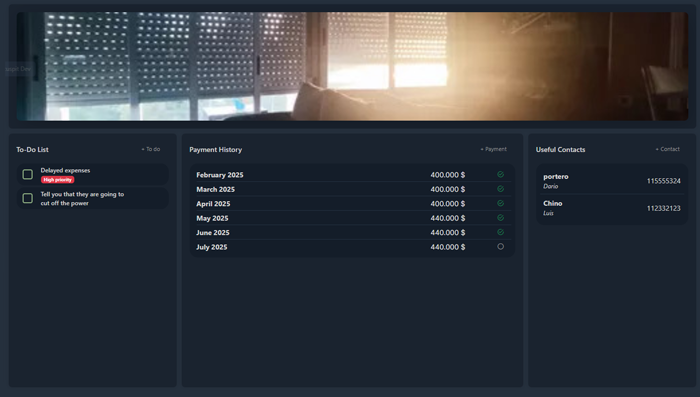 To-Do List
+ To do
Delayed expenses
High priority
Tell you that they are going to
cut off the power
Payment History
+ Payment
February 2025 400.000 $
March 2025 400.000 $
April 2025 400.000 $
May 2025 440.000 $
June 2025 440.000 $
July 2025 440.000 $
Useful Contacts
+ Contact
portero 115555324
Dario
Chino 112332123
Luis